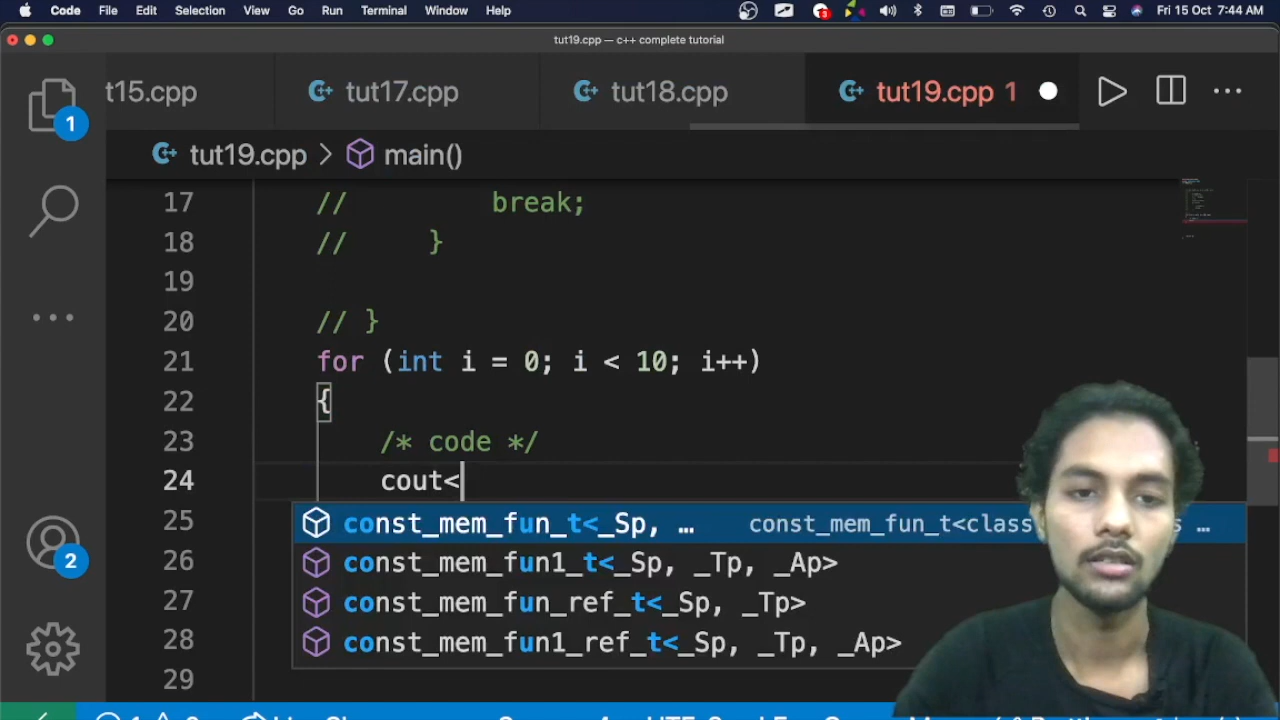 Code File Edit Selection View Go Run Terminal Window Help 3 Fri 15 Oct 7:44 AM
tut19.cpp — c++ complete tutorial
t15.cpp tut17.cpp tut18.cpp tut19.cpp 1
tut19.cpp > main()
17 // break;
18 // }
19
20 // }
21 for (int i = 0; i < 10; i++)
22 {
23 /* code */
24 cout<
25 const_mem_fun_t<_Sp, … const_mem_fun_t<class …
26 const_mem_fun1_t<_Sp, _Tp, _Ap>
27 const_mem_fun_ref_t<_Sp, _Tp>
28 const_mem_fun1_ref_t<_Sp, _Tp, _Ap>
29
1
2